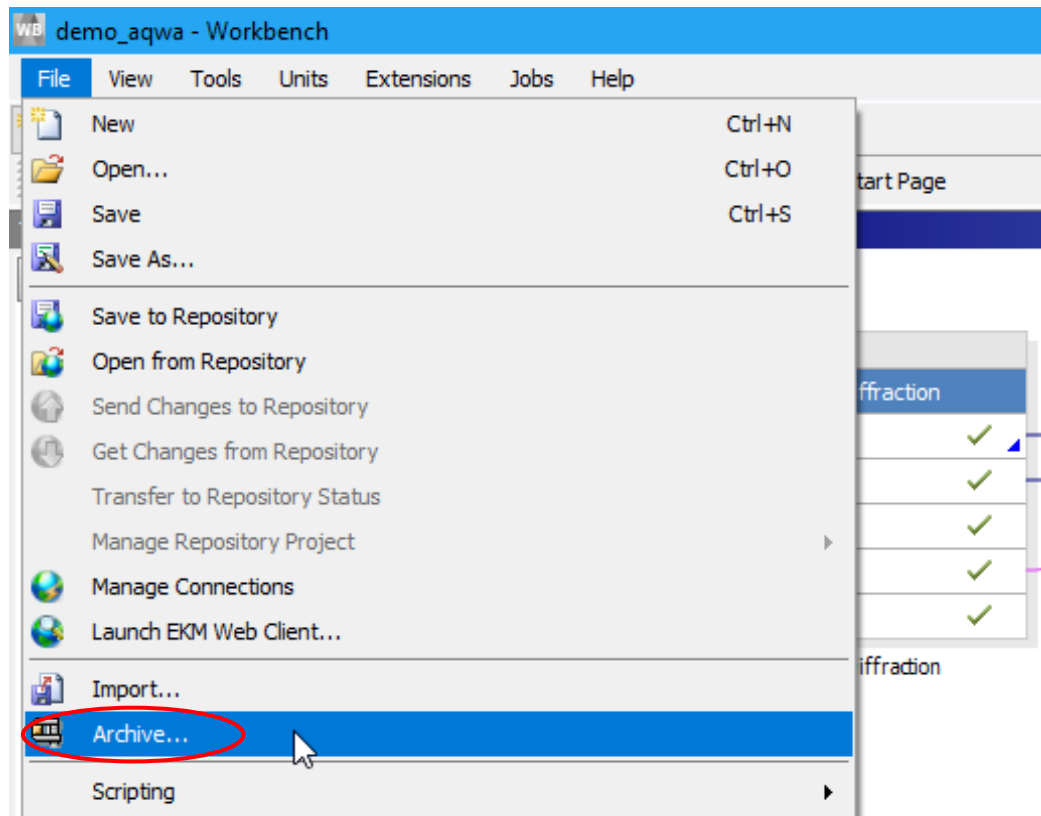 WB demo_aqwa - Workbench
File View Tools Units Extensions Jobs Help
New Ctrl+N
Open... Ctrl+O
tart Page
Save Ctrl+S
Save As...
Save to Repository
Open from Repository
ffraction
Send Changes to Repository
Get Changes from Repository
Transfer to Repository Status
Manage Repository Project
Manage Connections
Launch EKM Web Client...
iffraction
Import...
Archive...
Scripting